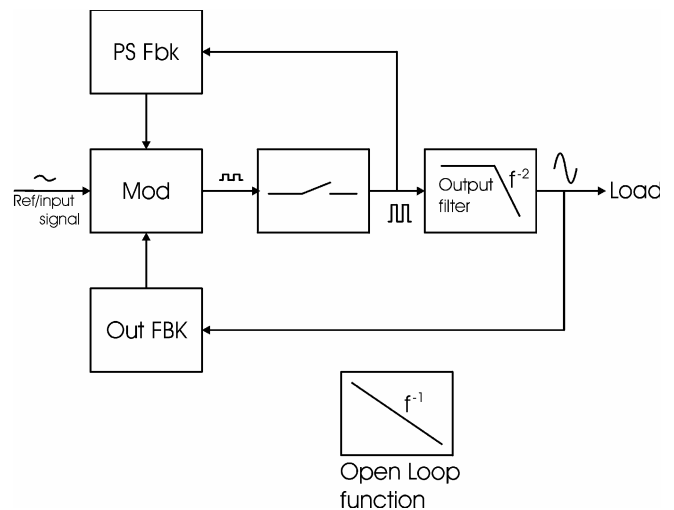 PS Fbk
Mod
Ref/input
signal
Output
filter
f-2
Load
Out FBK
f-1
Open Loop
function